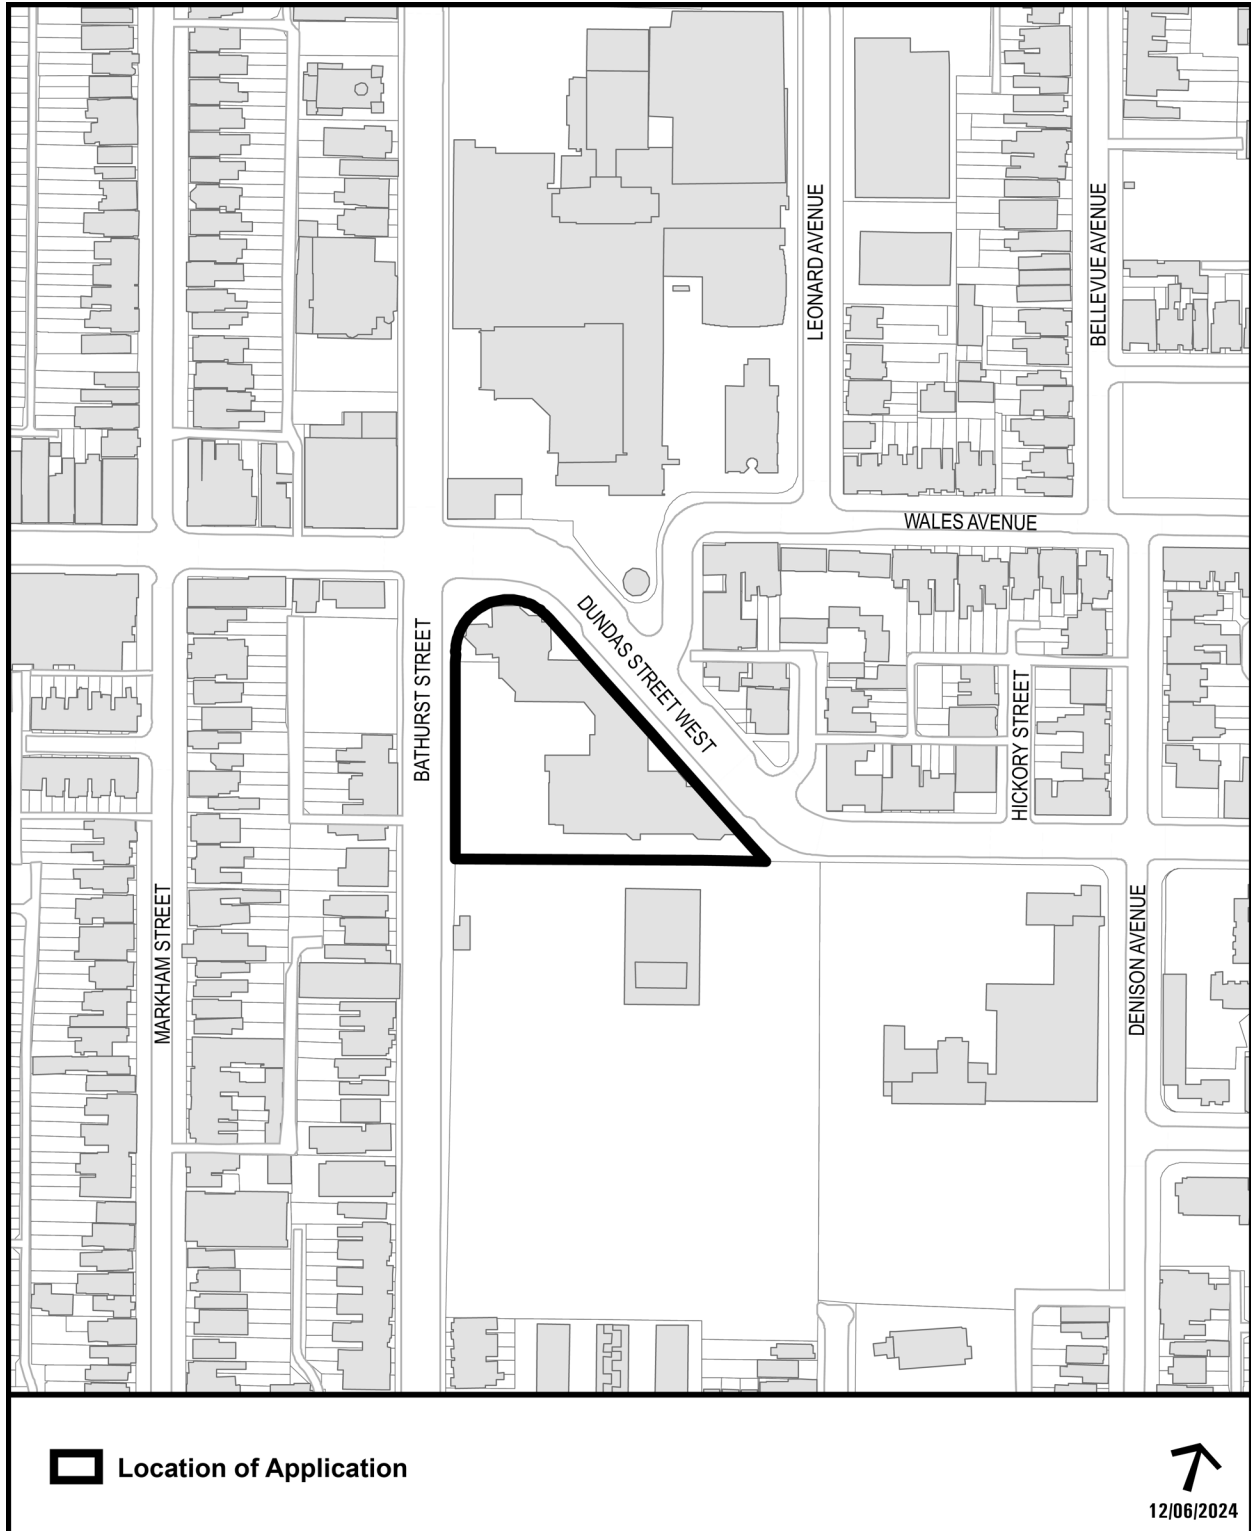 LEONARD AVENUE
BELLEVUE AVENUE
WALES AVENUE
DUNDAS STREET WEST
BATHURST STREET
HICKORY STREET
MARKHAM STREET
DENISON AVENUE
Location of Application
12/06/2024